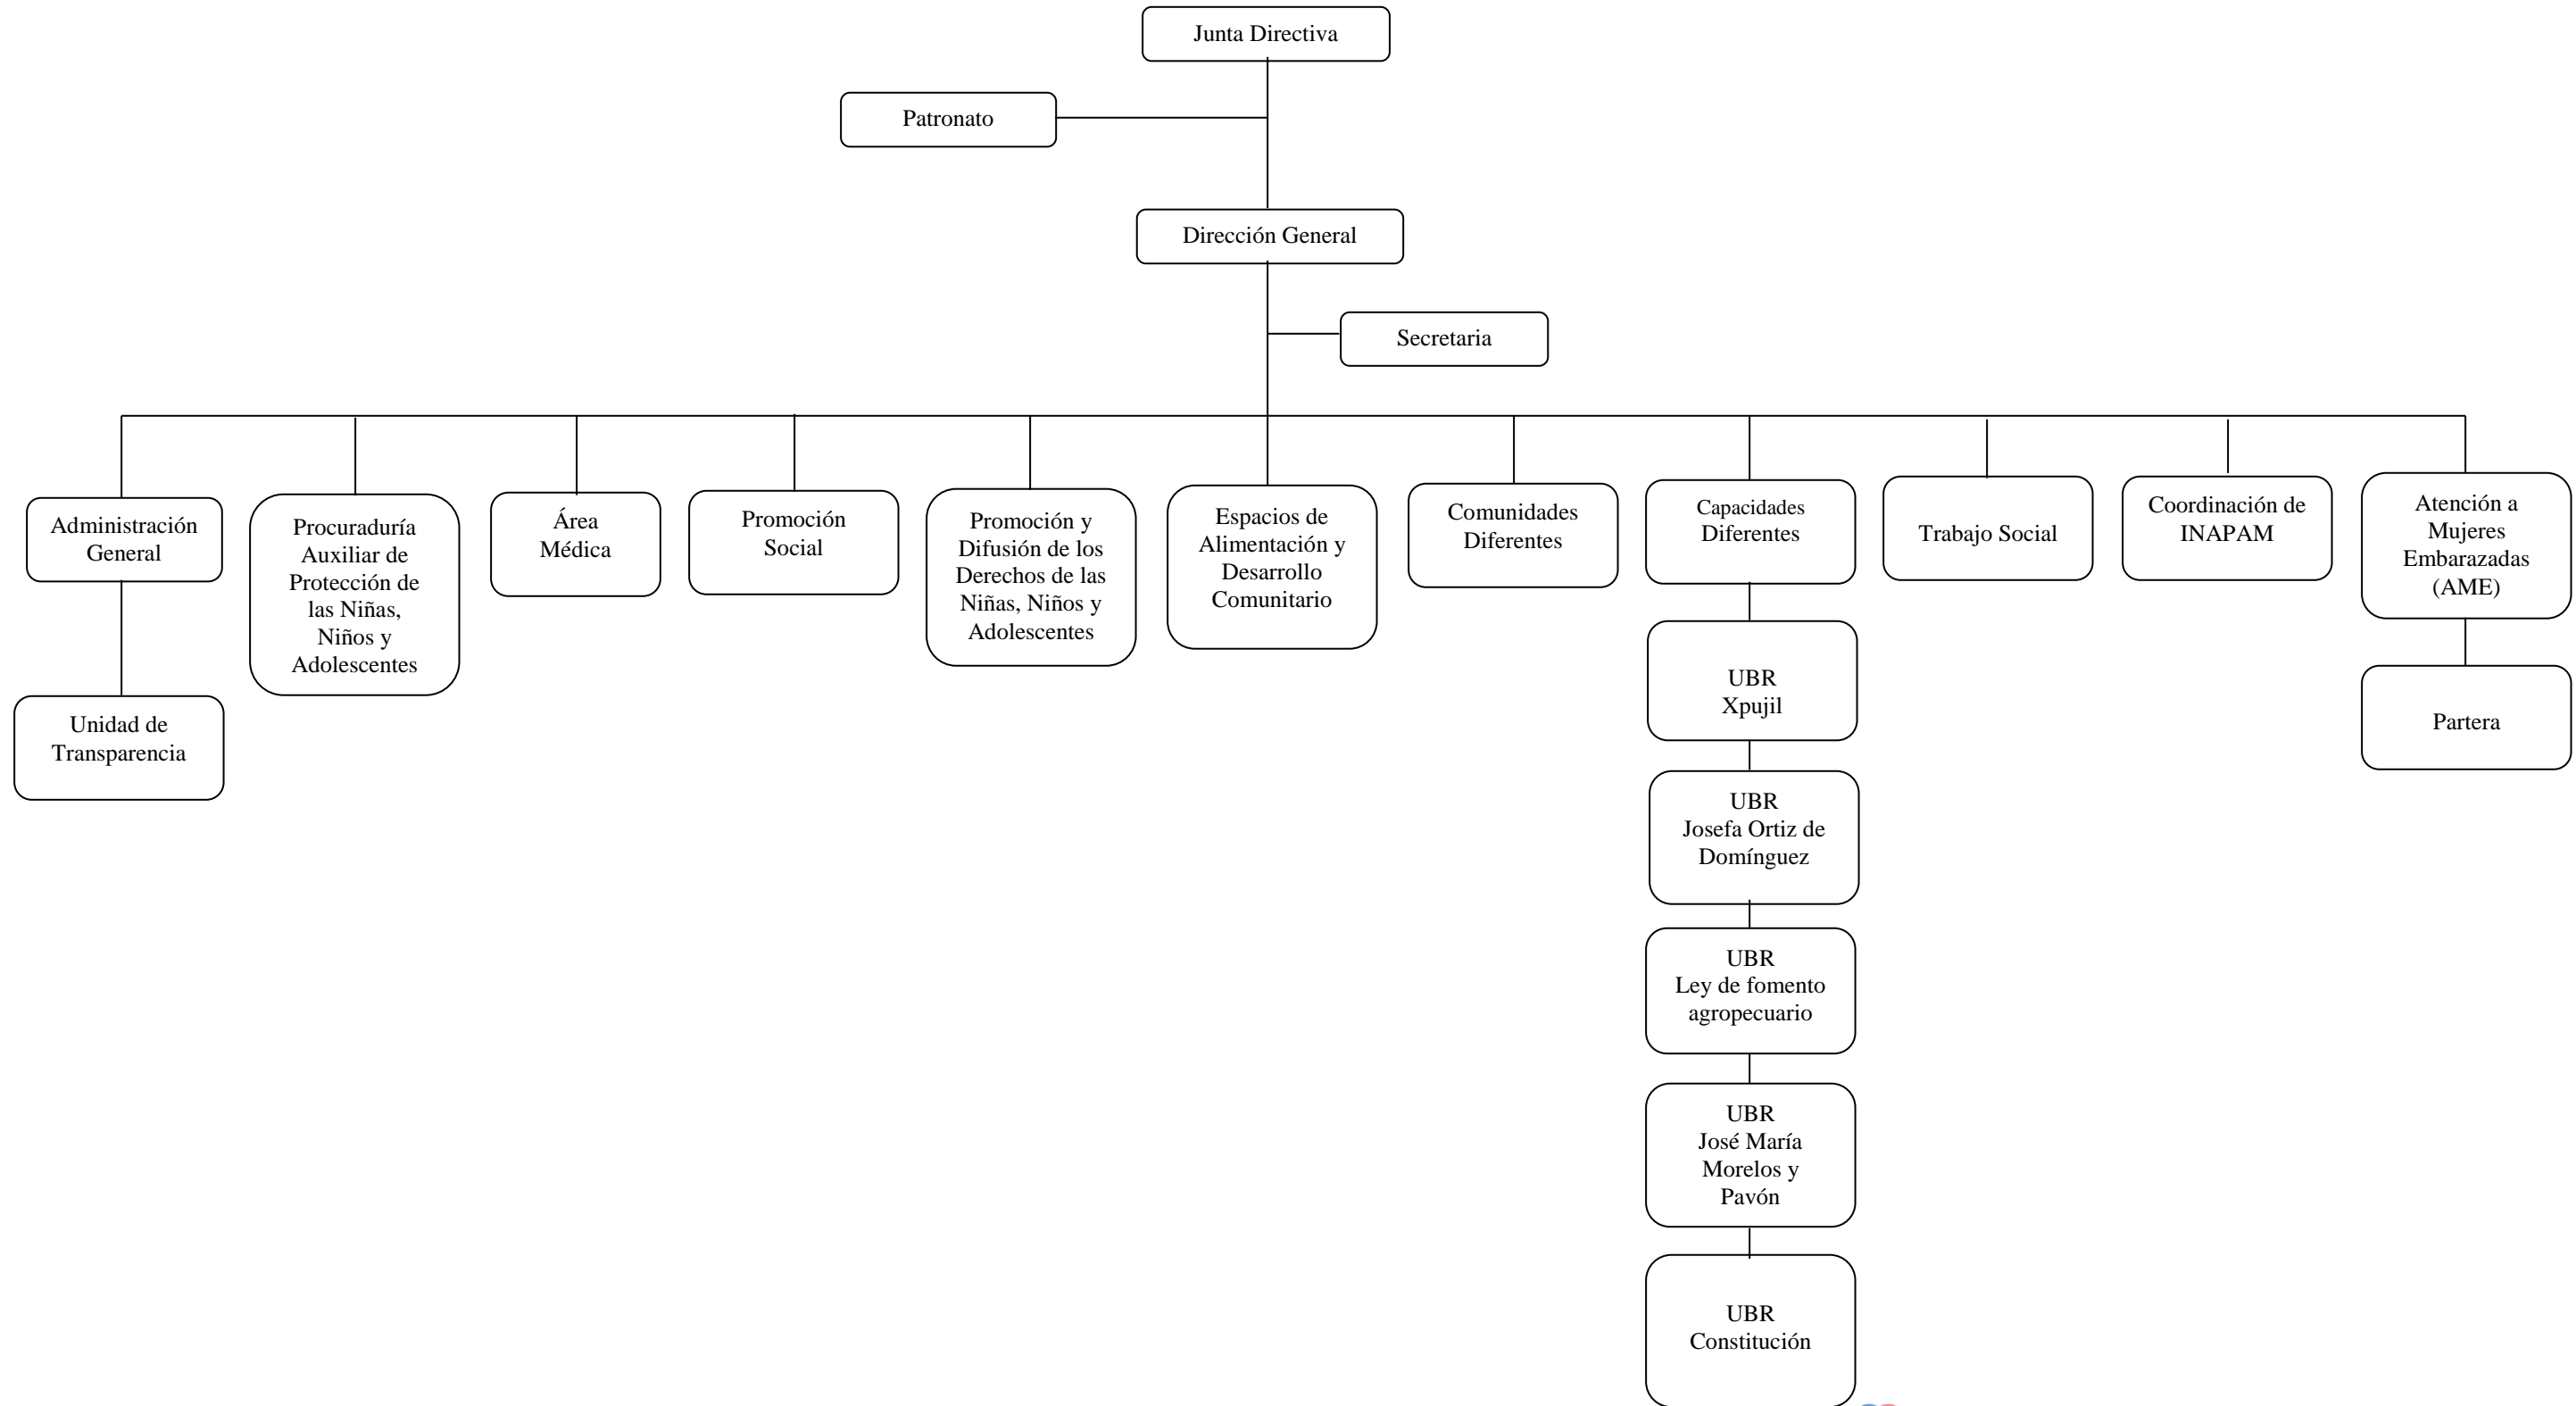 Junta Directiva
Patronato
Dirección General
Secretaria
Administración
General
Procuraduría
Auxiliar de
Protección de
las Niñas,
Niños y
Adolescentes
Área
Médica
Promoción
Social
Promoción y
Difusión de los
Derechos de las
Niñas, Niños y
Adolescentes
Espacios de
Alimentación y
Desarrollo
Comunitario
Comunidades
Diferentes
Capacidades
Diferentes
Trabajo Social
Coordinación de
INAPAM
Atención a
Mujeres
Embarazadas
(AME)
Unidad de
Transparencia
UBR
Xpujil
Partera
UBR
Josefa Ortiz de
Domínguez
UBR
Ley de fomento
agropecuario
UBR
José María
Morelos y
Pavón
UBR
Constitución